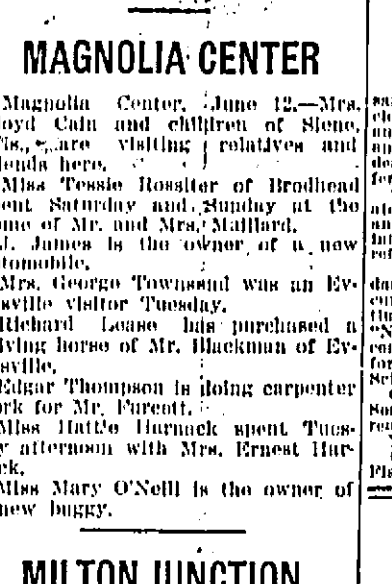 MAGNOLIA CENTER
Magnolia Center, June 12.—Mrs.
oyd Cain and children of Slene,
is., are visiting relatives and
iends here.
Miss Tessie Rossiter of Brodhead
ent Saturday and Sunday at the
ome of Mr. and Mrs. Maillard.
J. James is the owner of a new
tomobile.
Mrs. George Townsend was an Ev-
sville visitor Tuesday.
Richard Lease has purchased a
iving horse of Mr. Blackman of Ev-
sville.
Edgar Thompson is doing carpenter
ork for Mr. Furcott.
Miss Hattie Harnack spent Tues-
y afternoon with Mrs. Ernest Har-
ck.
Miss Mary O'Neill is the owner of
new buggy.
MILTON JUNCTION